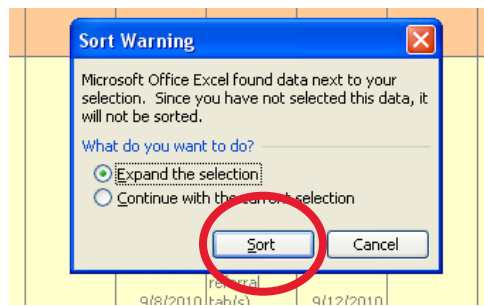 Sort Warning
Microsoft Office Excel found data next to your
selection. Since you have not selected this data, it
will not be sorted.
What do you want to do?
Expand the selection
Continue with the current selection
Sort Cancel
referral
9/8/2010 tab(s) 9/12/2010